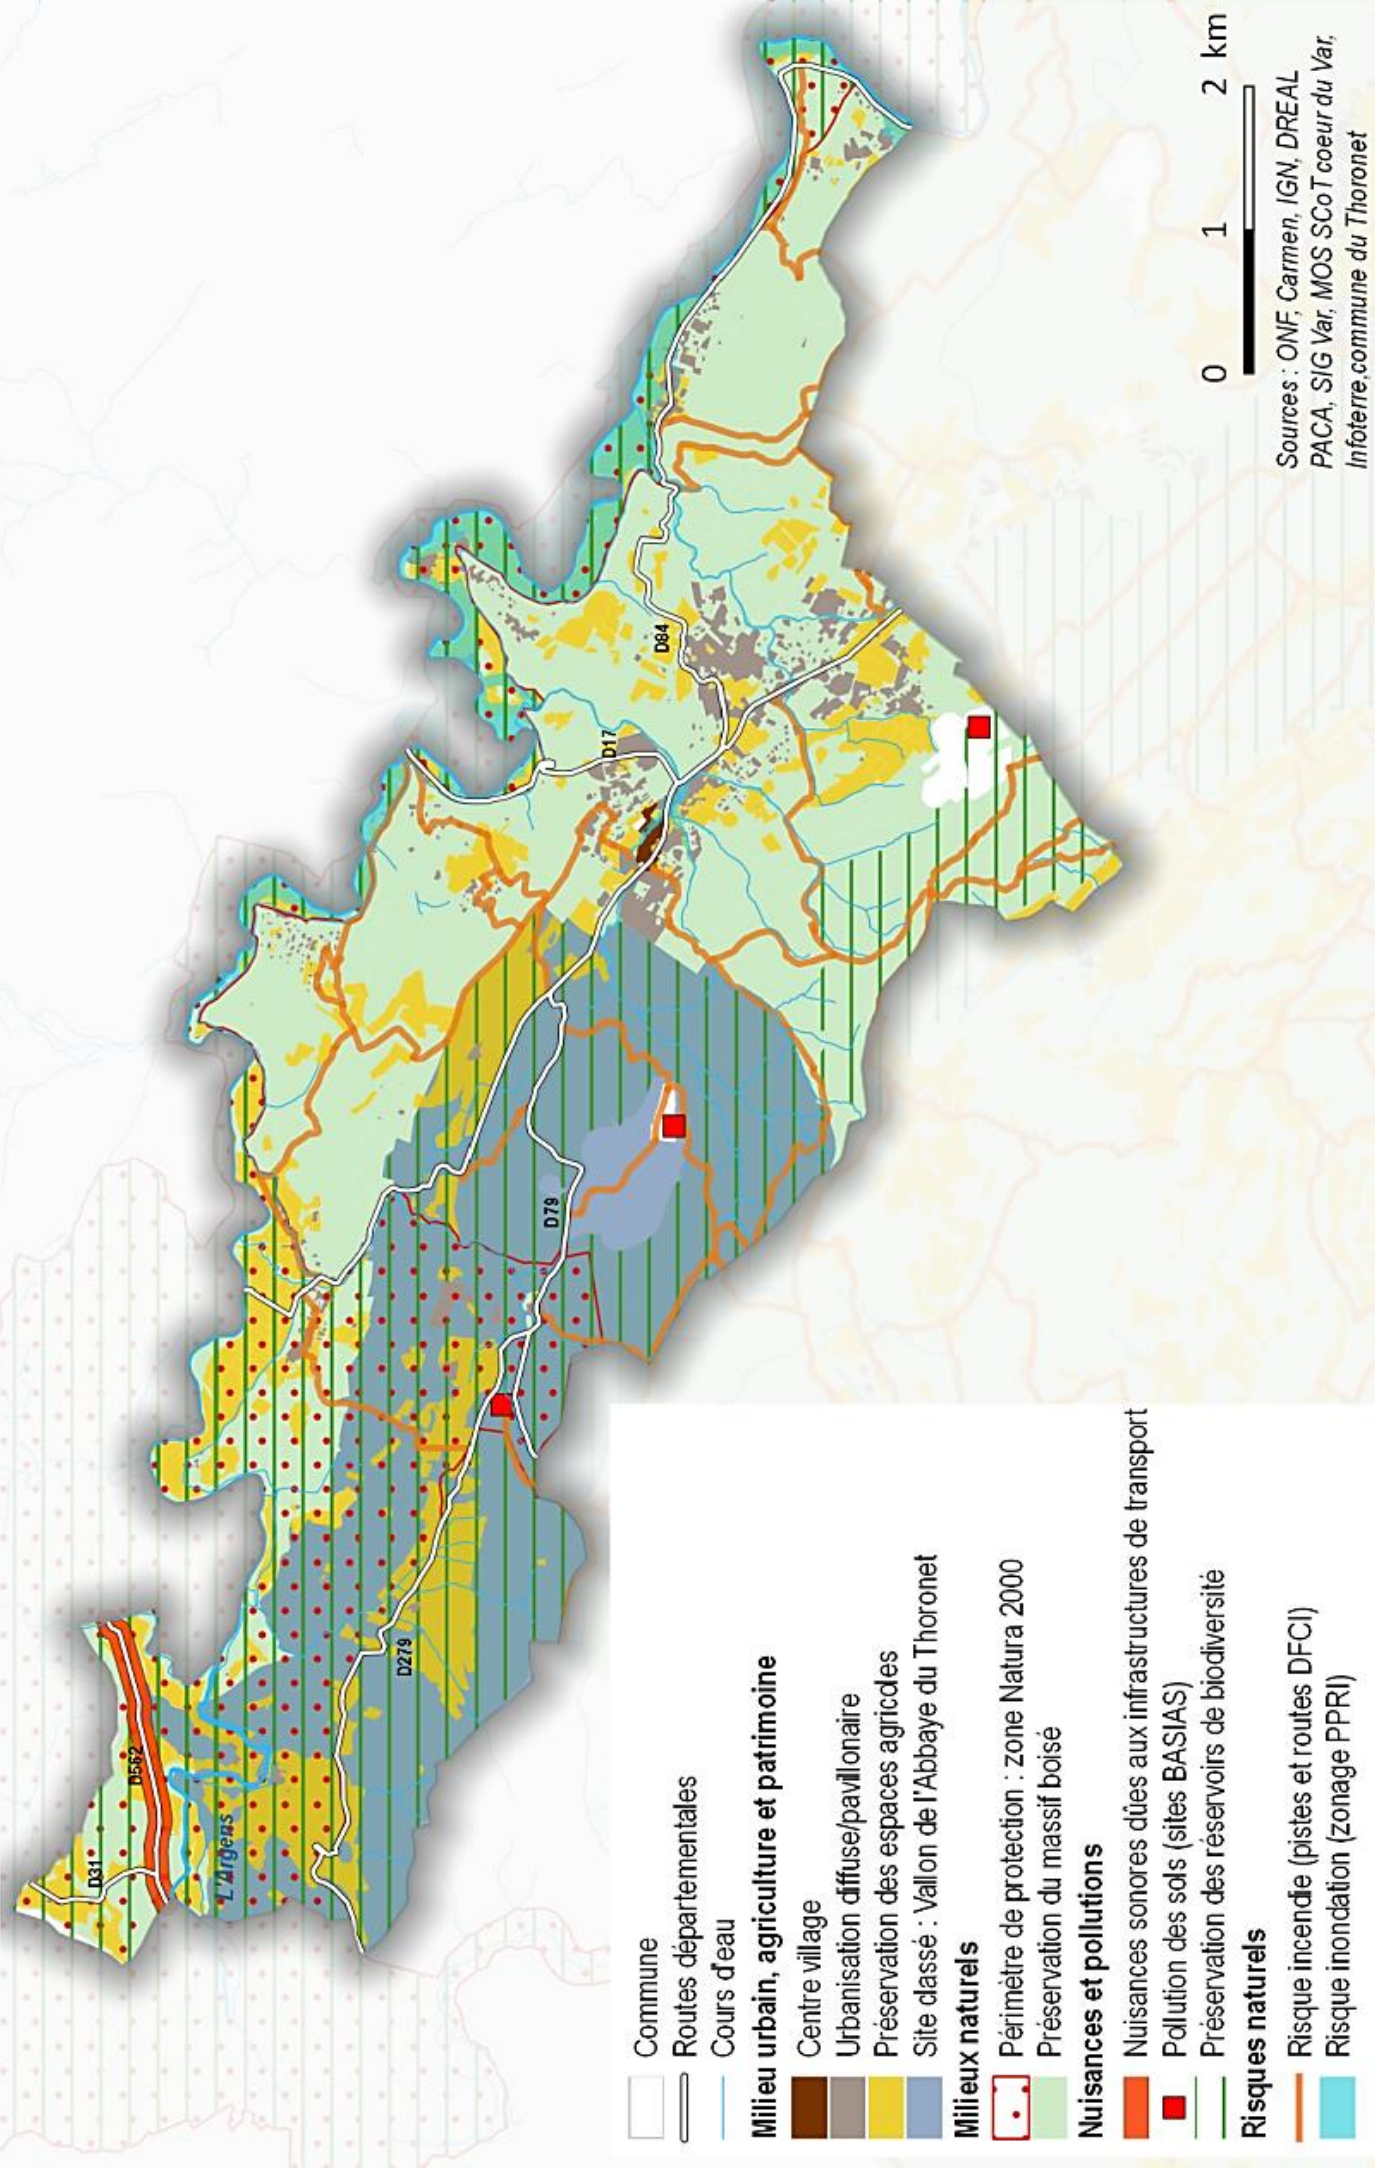 D31
D562
L'Argens
D279
D79
D17
D84
Commune
Routes départementales
Cours d'eau
Milieu urbain, agriculture et patrimoine
Centre village
Urbanisation diffuse/pavillonaire
Préservation des espaces agricoles
Site classé : Vallon de l'Abbaye du Thoronet
Milieux naturels
Périmètre de protection : zone Natura 2000
Préservation du massif boisé
Nuisances et pollutions
Nuisances sonores dûes aux infrastructures de transport
Pollution des sols (sites BASIAS)
Préservation des réservoirs de biodiversité
Risques naturels
Risque incendie (pistes et routes DFCI)
Risque inondation (zonage PPRI)
0 1 2 km
Sources : ONF, Carmen, IGN, DREAL
PACA, SIG Var, MOS SCoT coeur du Var,
Infoterre,commune du Thoronet